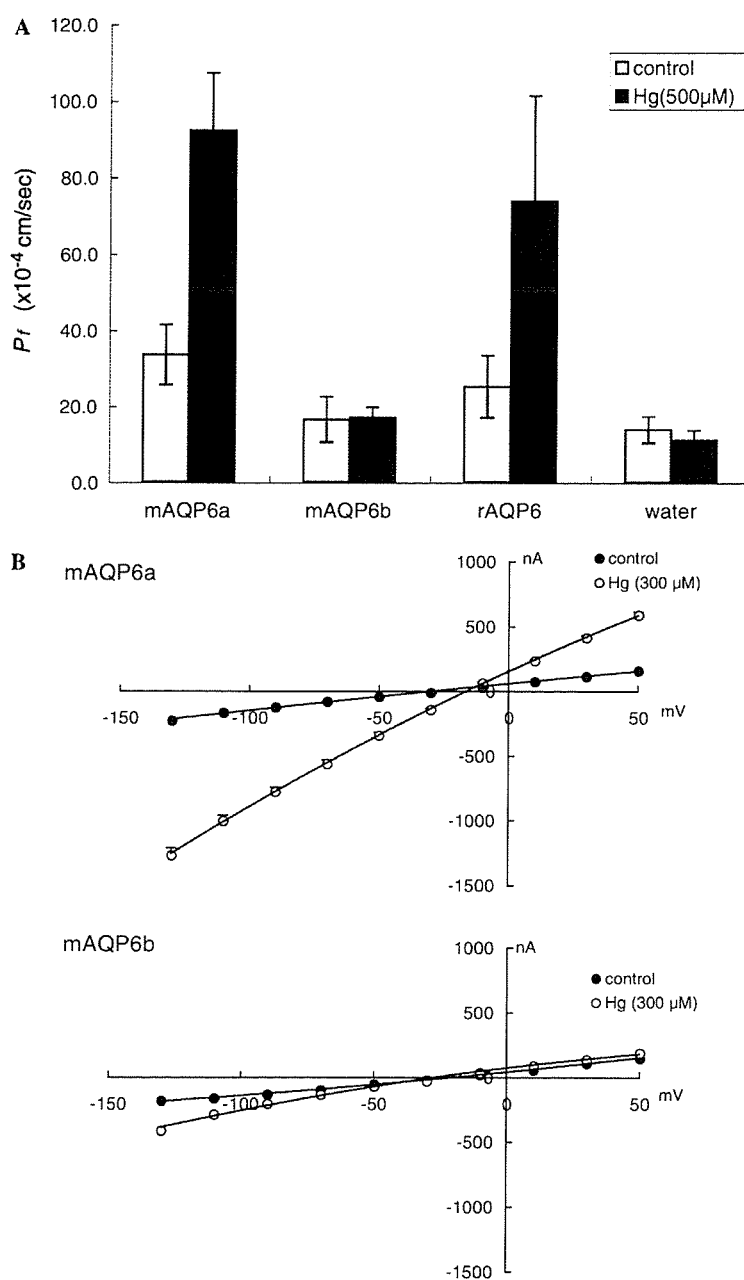 A
120.0
100.0
80.0
60.0
40.0
20.0
0.0
Pf (x10⁻⁴ cm/sec)
control
Hg(500μM)
mAQP6a mAQP6b rAQP6 water
B
mAQP6a
nA
control
Hg (300 μM)
1000
500
-150 -100 -50 0 50 mV
-500
-1000
-1500
mAQP6b
nA
control
Hg (300 μM)
1000
500
-150 -100 -50 0 50 mV
-500
-1000
-1500